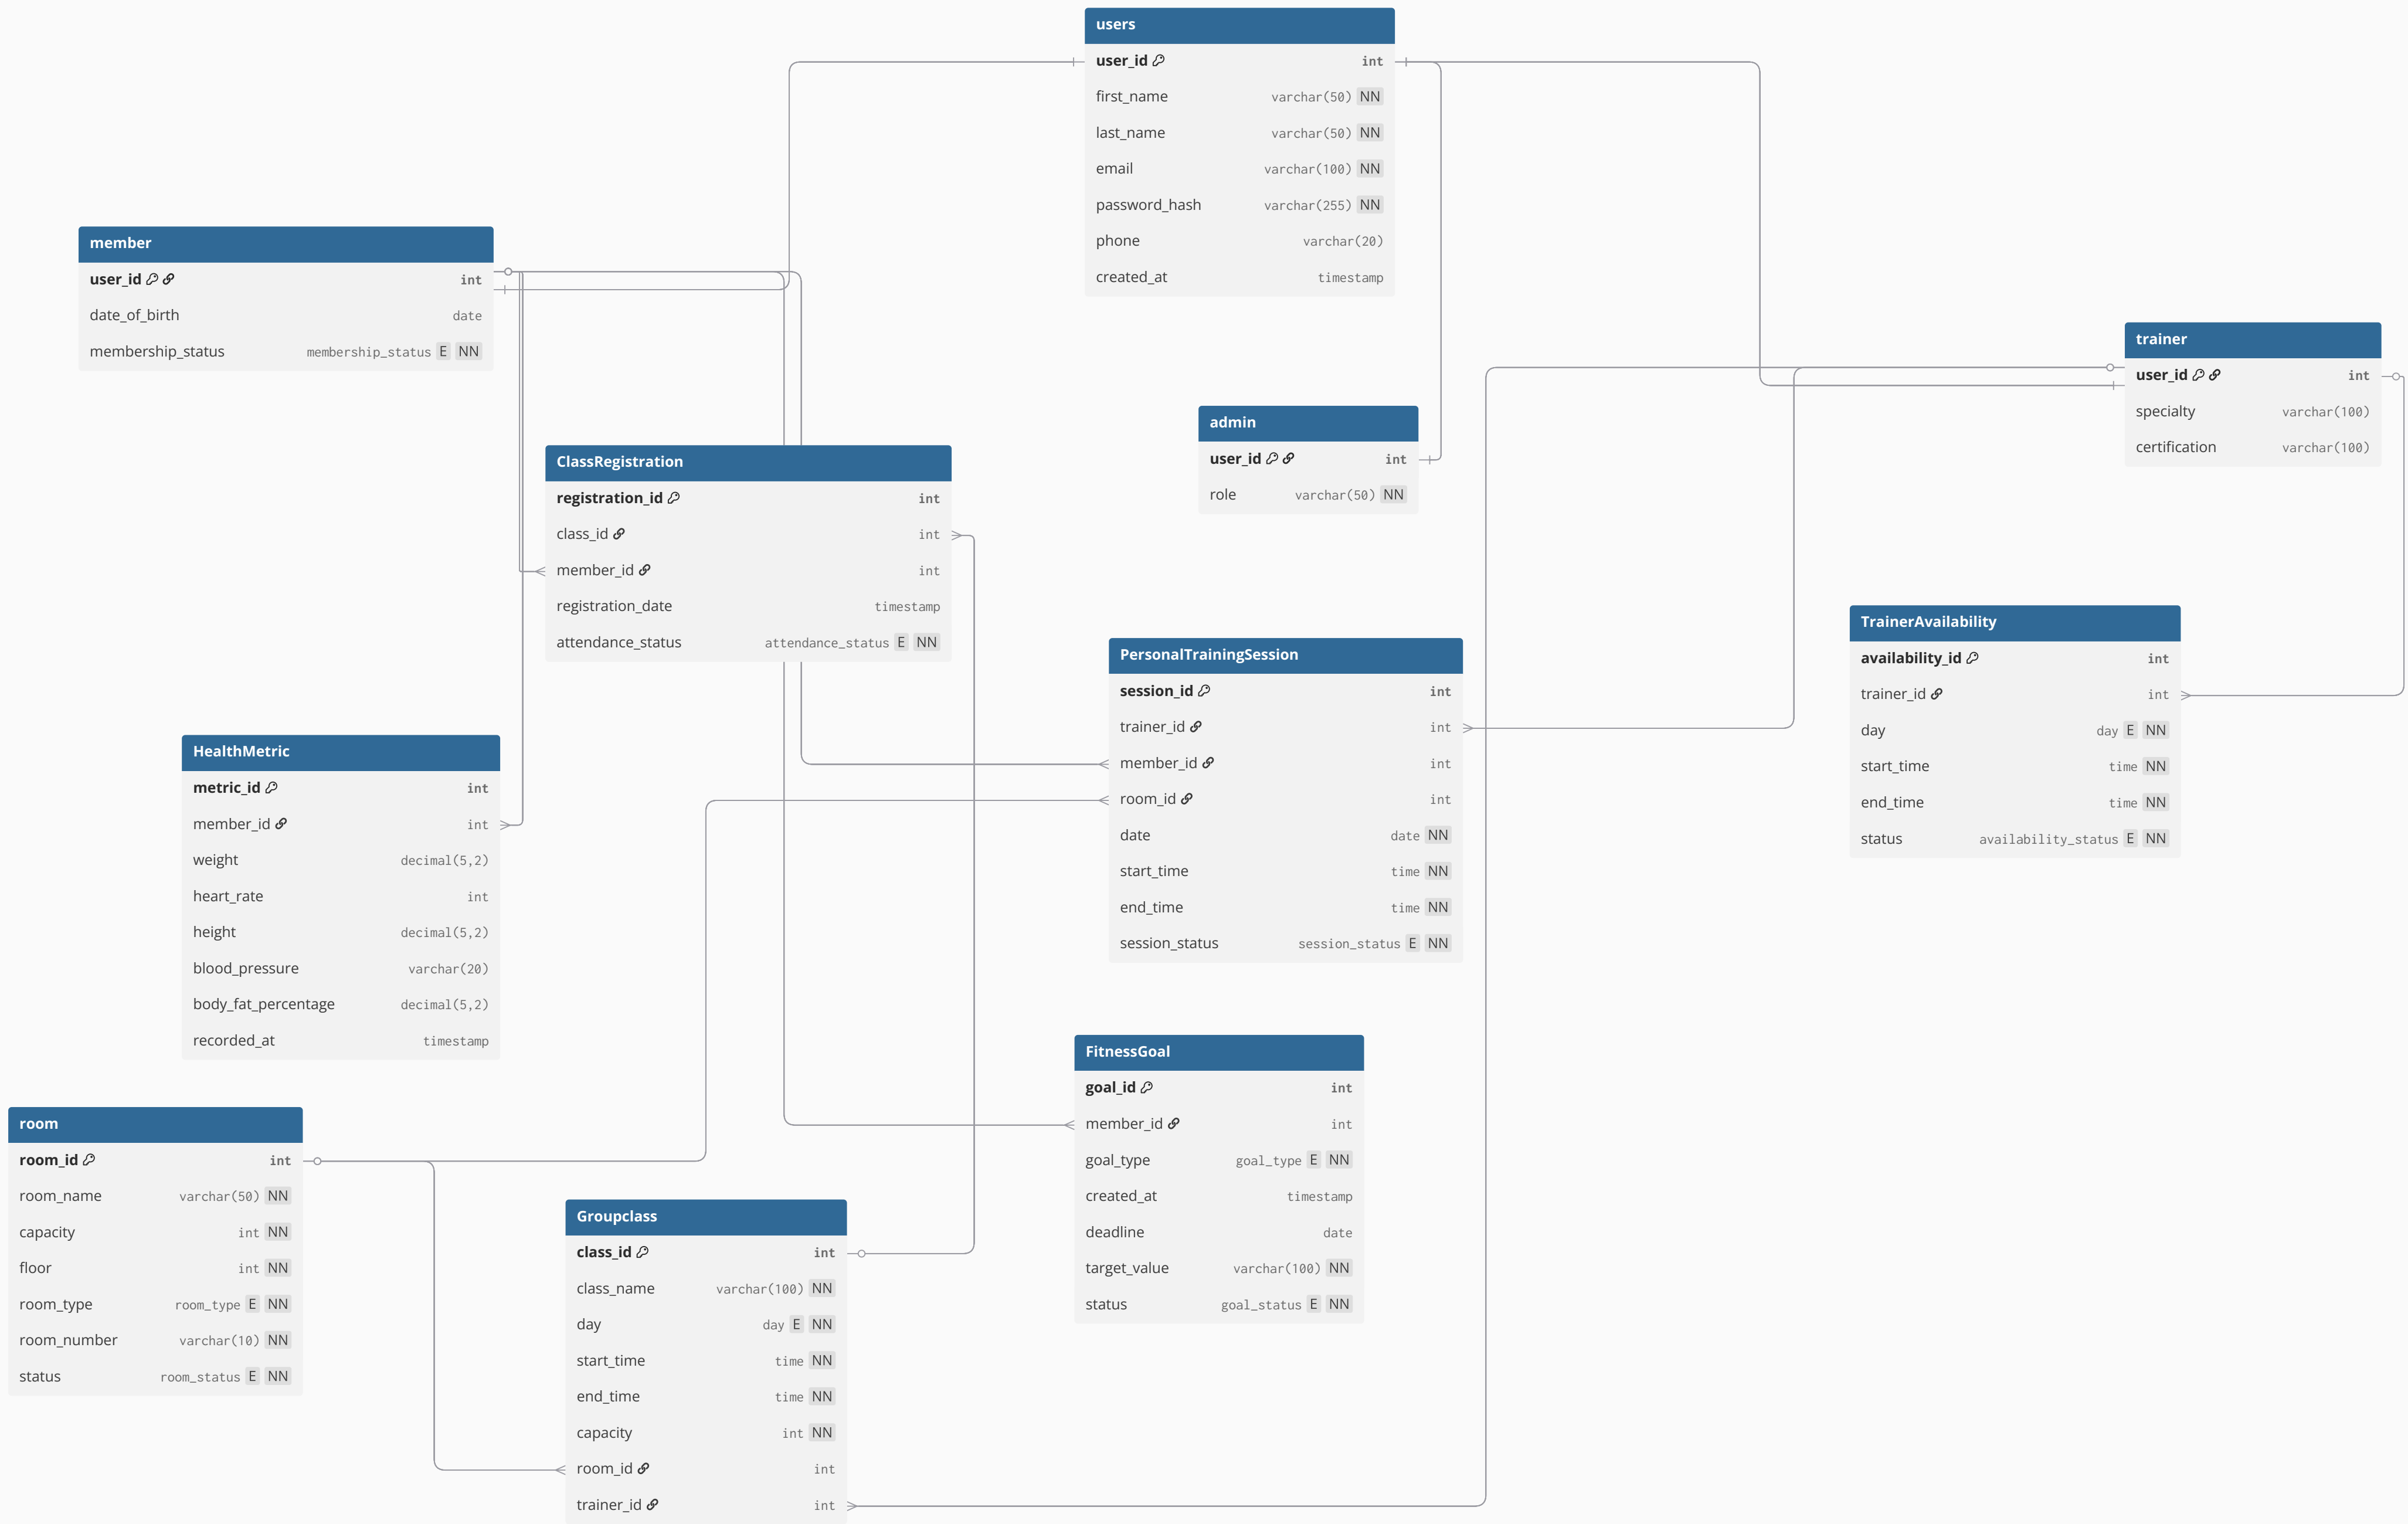 users
user_id int
first_name varchar(50) NN
last_name varchar(50) NN
email varchar(100) NN
password_hash varchar(255) NN
phone varchar(20)
created_at timestamp
member
user_id int
date_of_birth date
membership_status membership_status E NN
trainer
user_id int
specialty varchar(100)
certification varchar(100)
admin
user_id int
role varchar(50) NN
ClassRegistration
registration_id int
class_id int
member_id int
registration_date timestamp
attendance_status attendance_status E NN
TrainerAvailability
availability_id int
trainer_id int
day day E NN
start_time time NN
end_time time NN
status availability_status E NN
PersonalTrainingSession
session_id int
trainer_id int
member_id int
room_id int
date date NN
start_time time NN
end_time time NN
session_status session_status E NN
HealthMetric
metric_id int
member_id int
weight decimal(5,2)
heart_rate int
height decimal(5,2)
blood_pressure varchar(20)
body_fat_percentage decimal(5,2)
recorded_at timestamp
FitnessGoal
goal_id int
member_id int
goal_type goal_type E NN
created_at timestamp
deadline date
target_value varchar(100) NN
status goal_status E NN
room
room_id int
room_name varchar(50) NN
capacity int NN
floor int NN
room_type room_type E NN
room_number varchar(10) NN
status room_status E NN
Groupclass
class_id int
class_name varchar(100) NN
day day E NN
start_time time NN
end_time time NN
capacity int NN
room_id int
trainer_id int